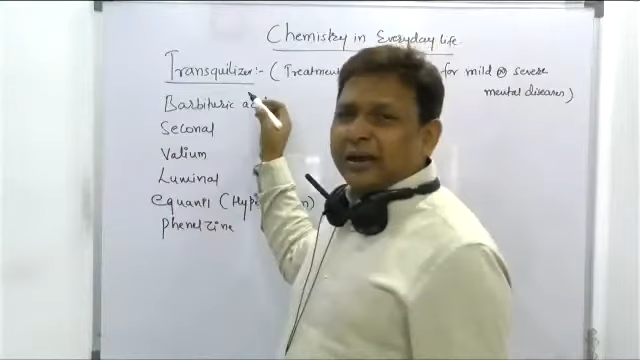 Chemistry in Everyday life
Transquilizer:- (Treatment for mild or severe
mental diseases)
Barbituric
Seconal
Valium
Luminal
equanil (Hyp n)
Phenelzine